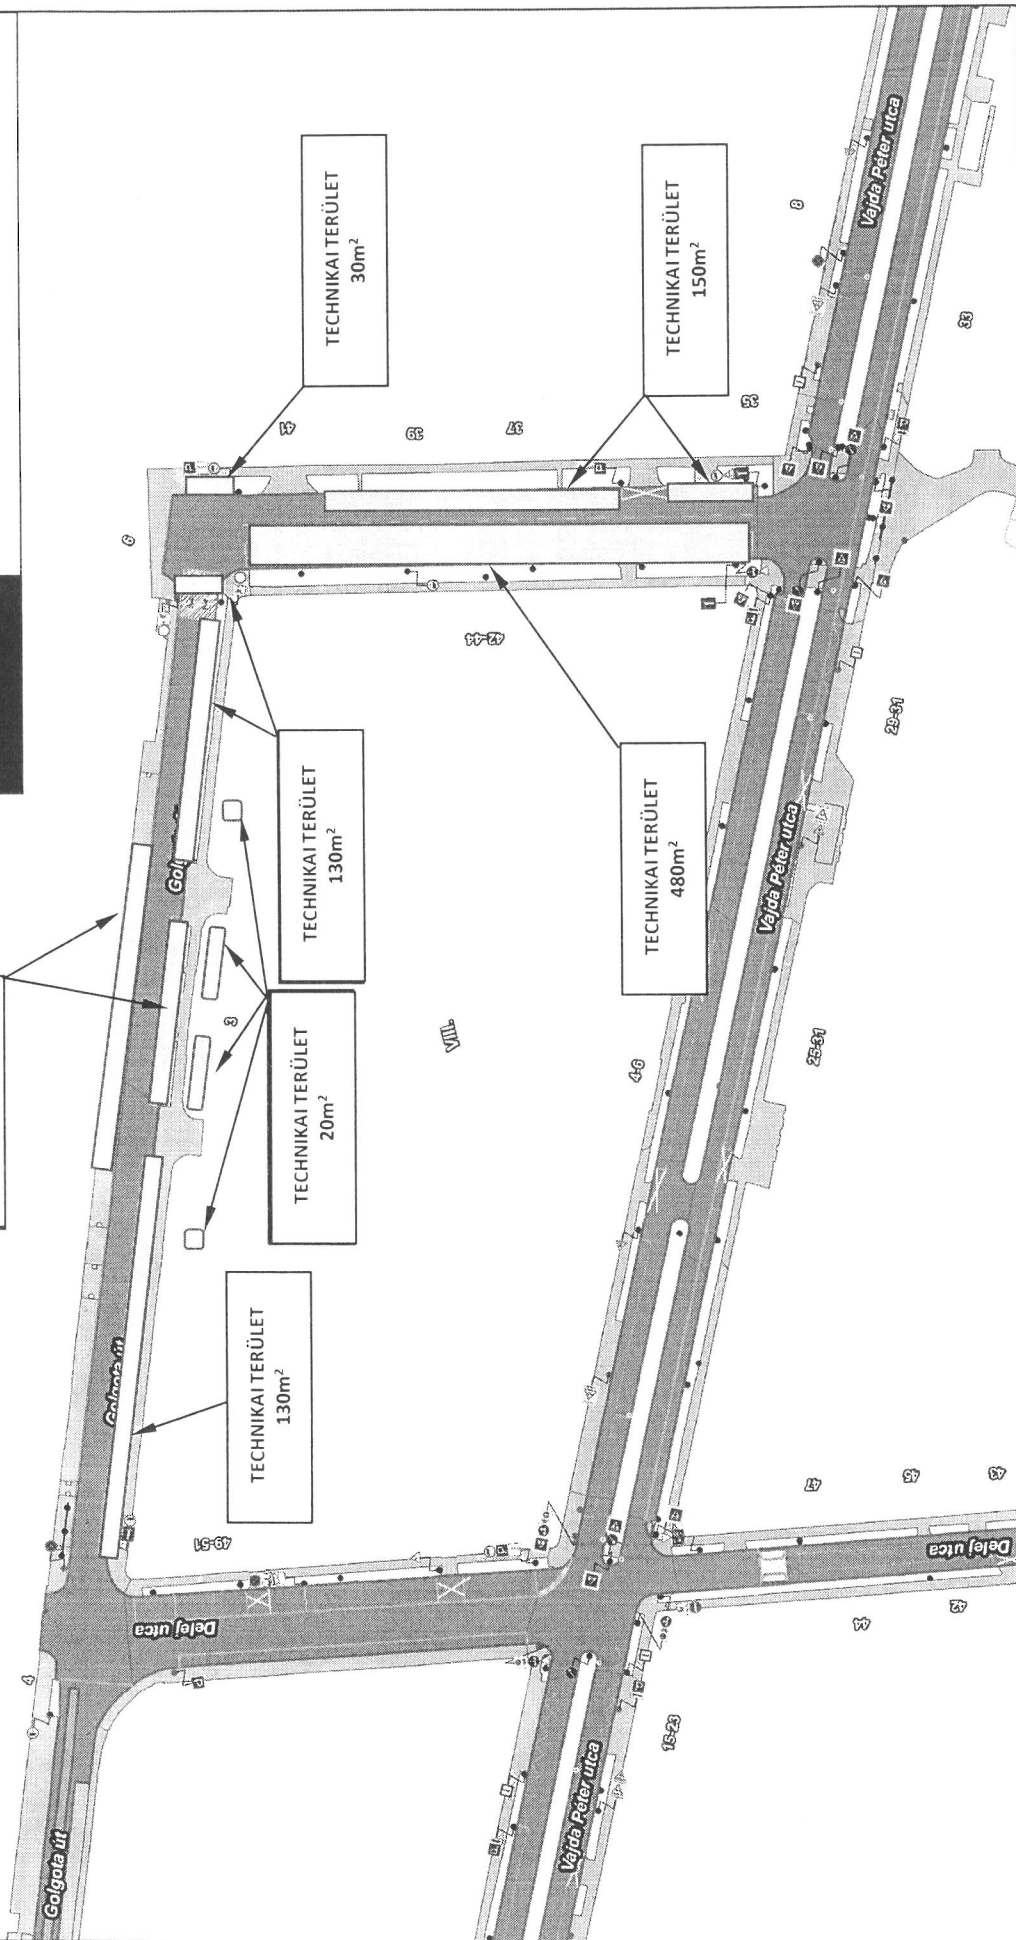 TECHNIKAI TERÜLET
30m²
TECHNIKAI TERÜLET
150m²
TECHNIKAI TERÜLET
130m²
TECHNIKAI TERÜLET
480m²
TECHNIKAI TERÜLET
20m²
TECHNIKAI TERÜLET
130m²
Vajda Péter utca
Vajda Péter utca
Vajda Péter utca
Golgota út
Golgota út
Delej utca
Delej utca
VIII.
8
33
35
37
39
41
6
42-44
29-31
25-31
4-6
3
49-51
47
45
43
42
44
15-23
4